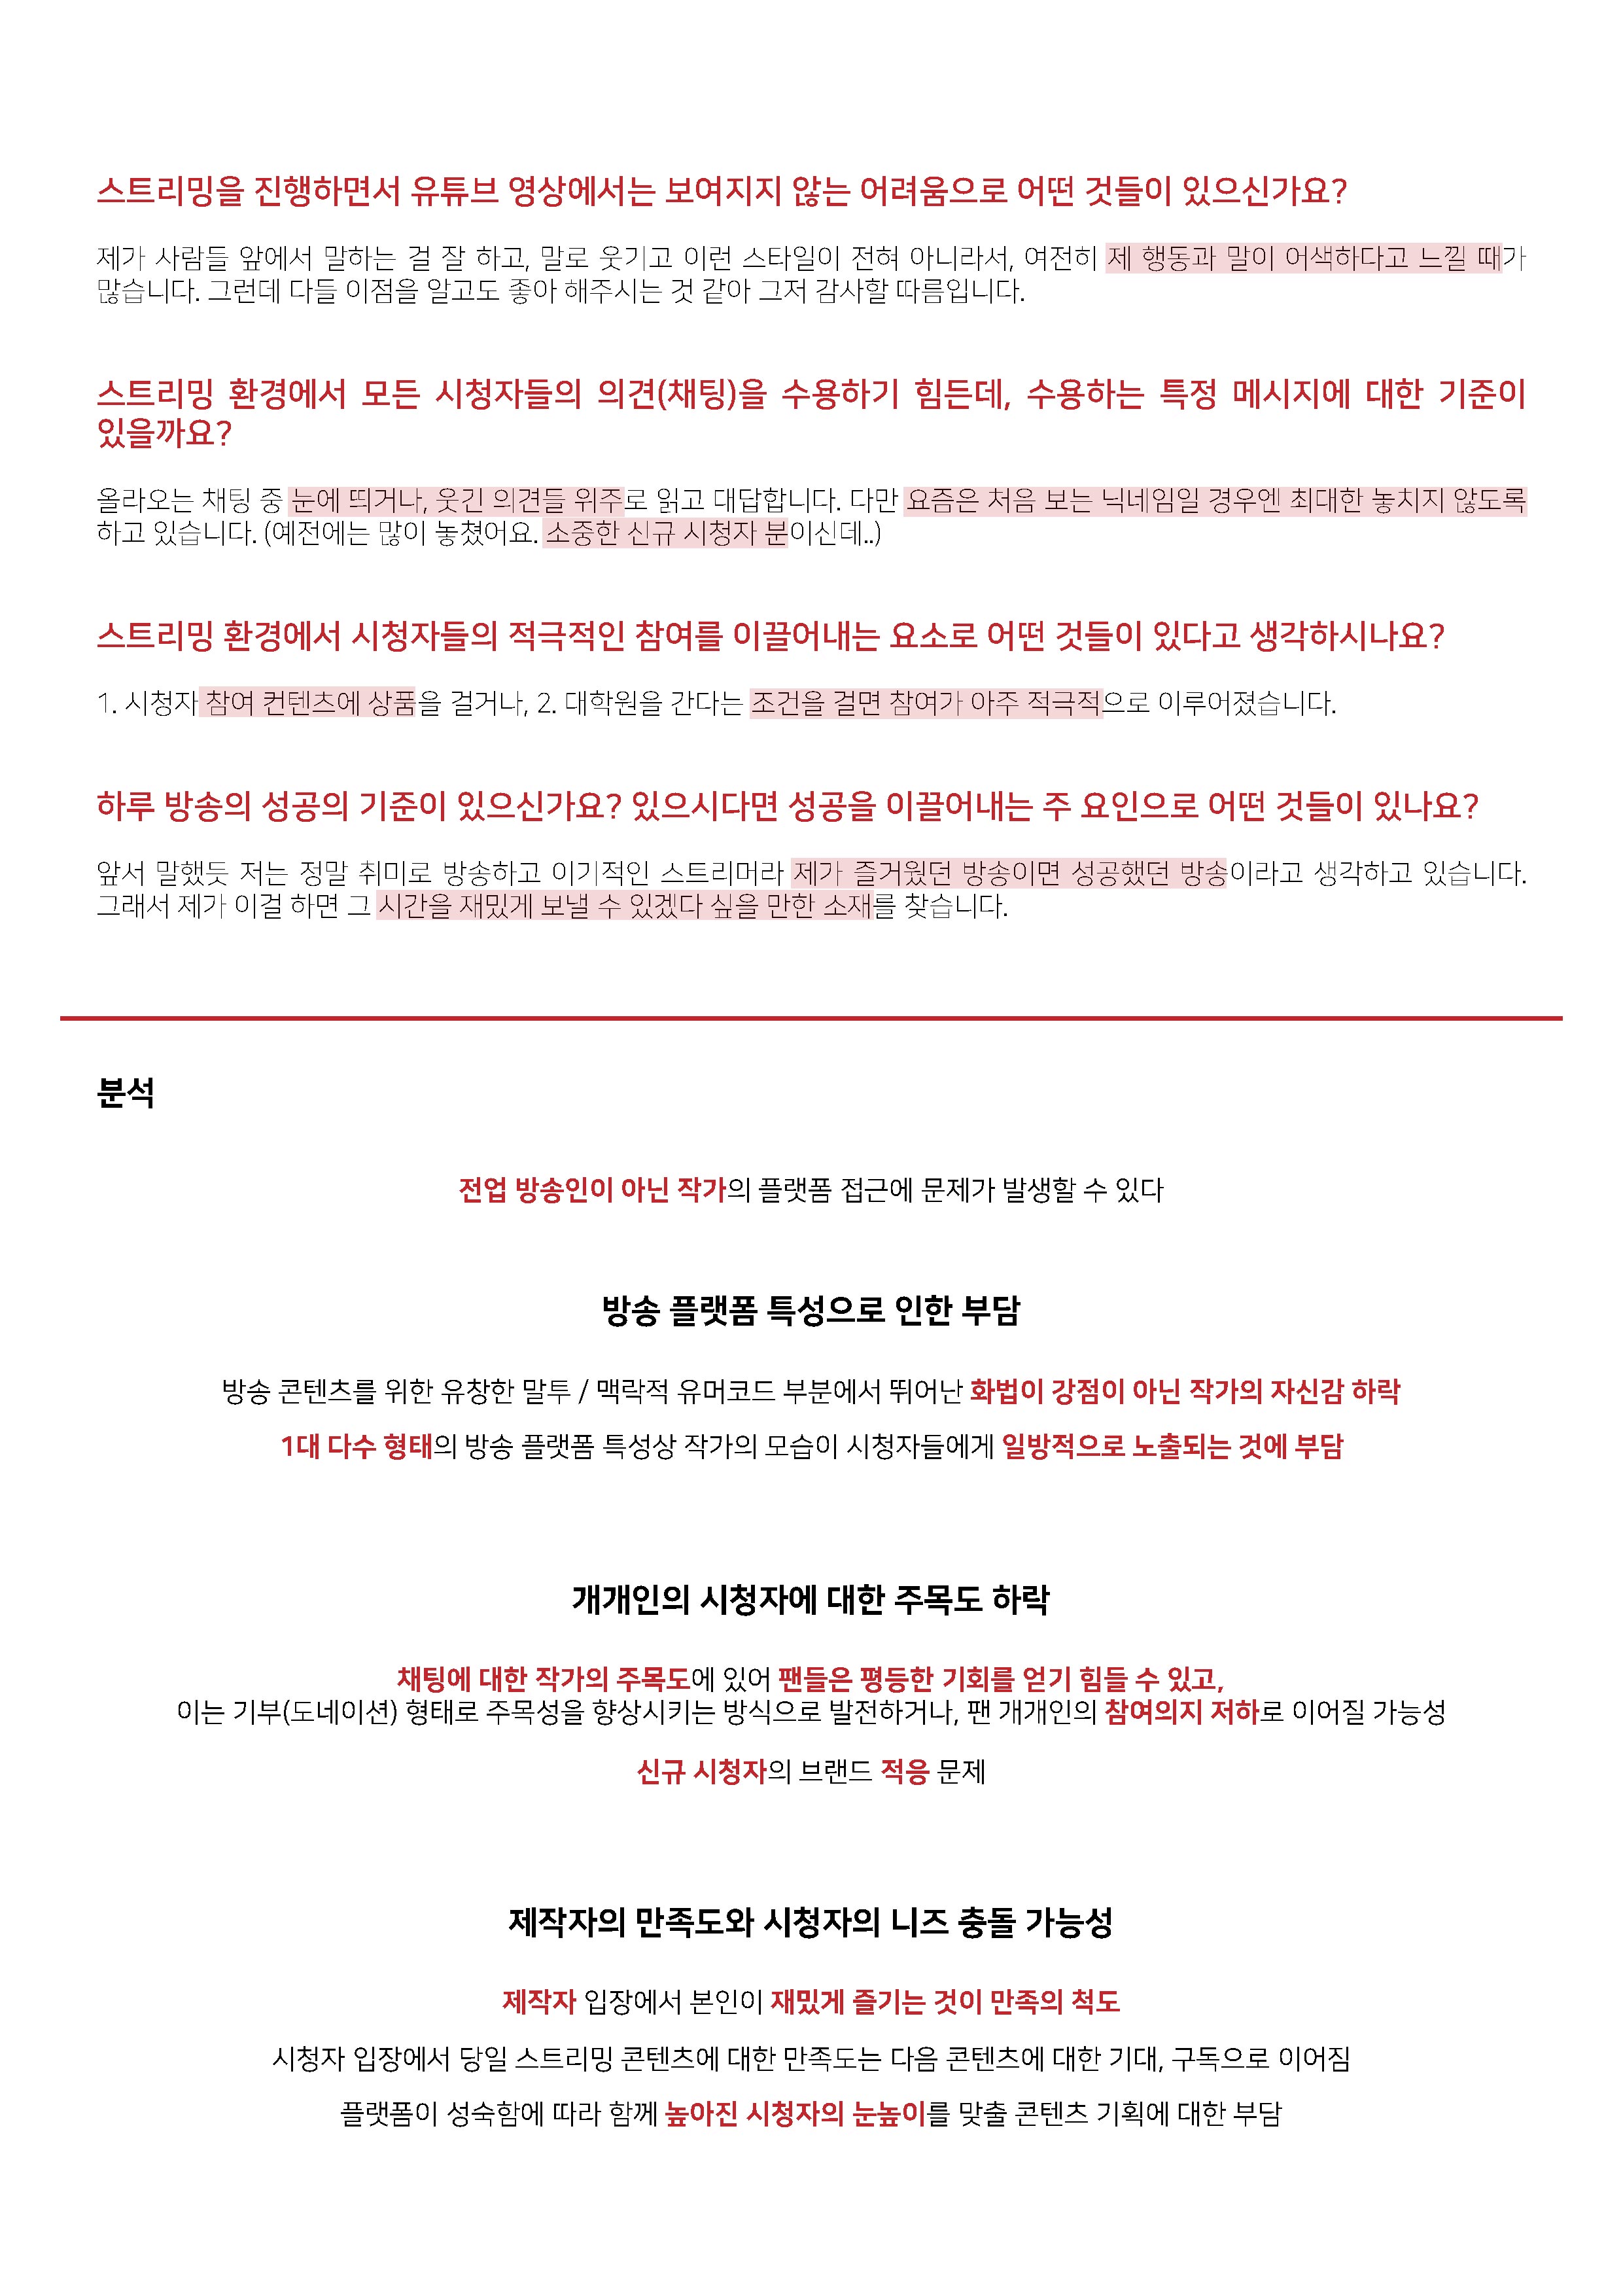 스트리밍을 진행하면서 유튜브 영상에서는 보여지지 않는 어려움으로 어떤 것들이 있으신가요?
제가 사람들 앞에서 말하는 걸 잘 하고, 말로 웃기고 이런 스타일이 전혀 아니라서, 여전히 제 행동과 말이 어색하다고 느낄 때가
많습니다. 그런데 다들 이점을 알고도 좋아 해주시는 것 같아 그저 감사할 따름입니다.
스트리밍 환경에서 모든 시청자들의 의견(채팅)을 수용하기 힘든데, 수용하는 특정 메시지에 대한 기준이
있을까요?
올라오는 채팅 중 눈에 띄거나, 웃긴 의견들 위주로 읽고 대답합니다. 다만 요즘은 처음 보는 닉네임일 경우엔 최대한 놓치지 않도록
하고 있습니다. (예전에는 많이 놓쳤어요. 소중한 신규 시청자 분이신데..)
스트리밍 환경에서 시청자들의 적극적인 참여를 이끌어내는 요소로 어떤 것들이 있다고 생각하시나요?
1. 시청자 참여 컨텐츠에 상품을 걸거나, 2. 대학원을 간다는 조건을 걸면 참여가 아주 적극적으로 이루어졌습니다.
하루 방송의 성공의 기준이 있으신가요? 있으시다면 성공을 이끌어내는 주 요인으로 어떤 것들이 있나요?
앞서 말했듯 저는 정말 취미로 방송하고 이기적인 스트리머라 제가 즐거웠던 방송이면 성공했던 방송이라고 생각하고 있습니다.
그래서 제가 이걸 하면 그 시간을 재밌게 보낼 수 있겠다 싶을 만한 소재를 찾습니다.
분석
전업 방송인이 아닌 작가의 플랫폼 접근에 문제가 발생할 수 있다
방송 플랫폼 특성으로 인한 부담
방송 콘텐츠를 위한 유창한 말투 / 맥락적 유머코드 부분에서 뛰어난 화법이 강점이 아닌 작가의 자신감 하락
1대 다수 형태의 방송 플랫폼 특성상 작가의 모습이 시청자들에게 일방적으로 노출되는 것에 부담
개개인의 시청자에 대한 주목도 하락
채팅에 대한 작가의 주목도에 있어 팬들은 평등한 기회를 얻기 힘들 수 있고,
이는 기부(도네이션) 형태로 주목성을 향상시키는 방식으로 발전하거나, 팬 개개인의 참여의지 저하로 이어질 가능성
신규 시청자의 브랜드 적응 문제
제작자의 만족도와 시청자의 니즈 충돌 가능성
제작자 입장에서 본인이 재밌게 즐기는 것이 만족의 척도
시청자 입장에서 당일 스트리밍 콘텐츠에 대한 만족도는 다음 콘텐츠에 대한 기대, 구독으로 이어짐
플랫폼이 성숙함에 따라 함께 높아진 시청자의 눈높이를 맞출 콘텐츠 기획에 대한 부담